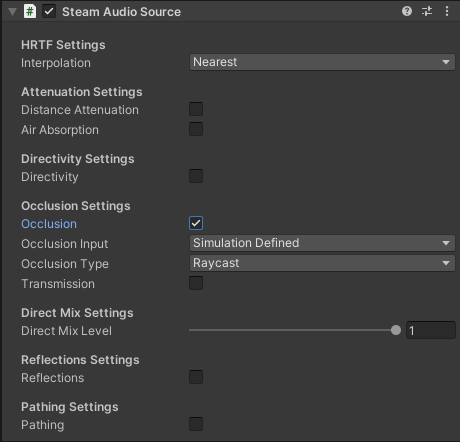 Steam Audio Source
HRTF Settings
Interpolation Nearest
Attenuation Settings
Distance Attenuation
Air Absorption
Directivity Settings
Directivity
Occlusion Settings
Occlusion
Occlusion Input Simulation Defined
Occlusion Type Raycast
Transmission
Direct Mix Settings
Direct Mix Level 1
Reflections Settings
Reflections
Pathing Settings
Pathing